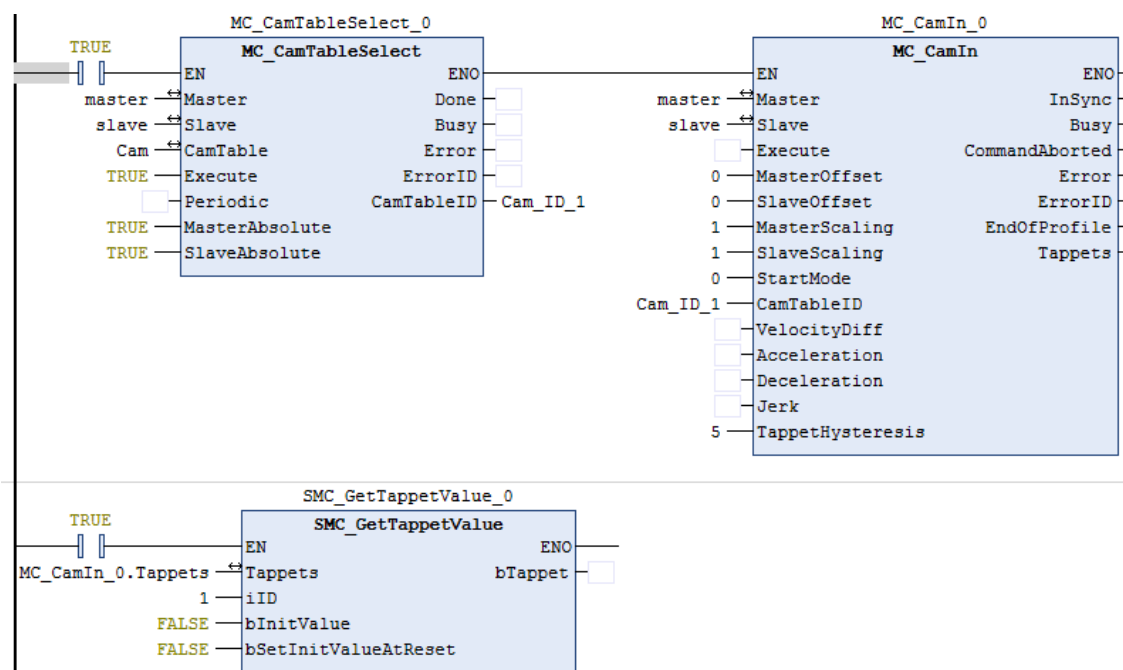 MC_CamTableSelect_0 MC_CamIn_0
TRUE MC_CamTableSelect MC_CamIn
EN ENO EN ENO
master Master Done master Master InSync
slave Slave Busy slave Slave Busy
Cam CamTable Error Execute CommandAborted
TRUE Execute ErrorID 0 MasterOffset Error
Periodic CamTableID Cam_ID_1 0 SlaveOffset ErrorID
TRUE MasterAbsolute 1 MasterScaling EndOfProfile
TRUE SlaveAbsolute 1 SlaveScaling Tappets
0 StartMode
Cam_ID_1 CamTableID
VelocityDiff
Acceleration
Deceleration
Jerk
5 TappetHysteresis
SMC_GetTappetValue_0
TRUE SMC_GetTappetValue
EN ENO
MC_CamIn_0.Tappets Tappets bTappet
1 iID
FALSE bInitValue
FALSE bSetInitValueAtReset